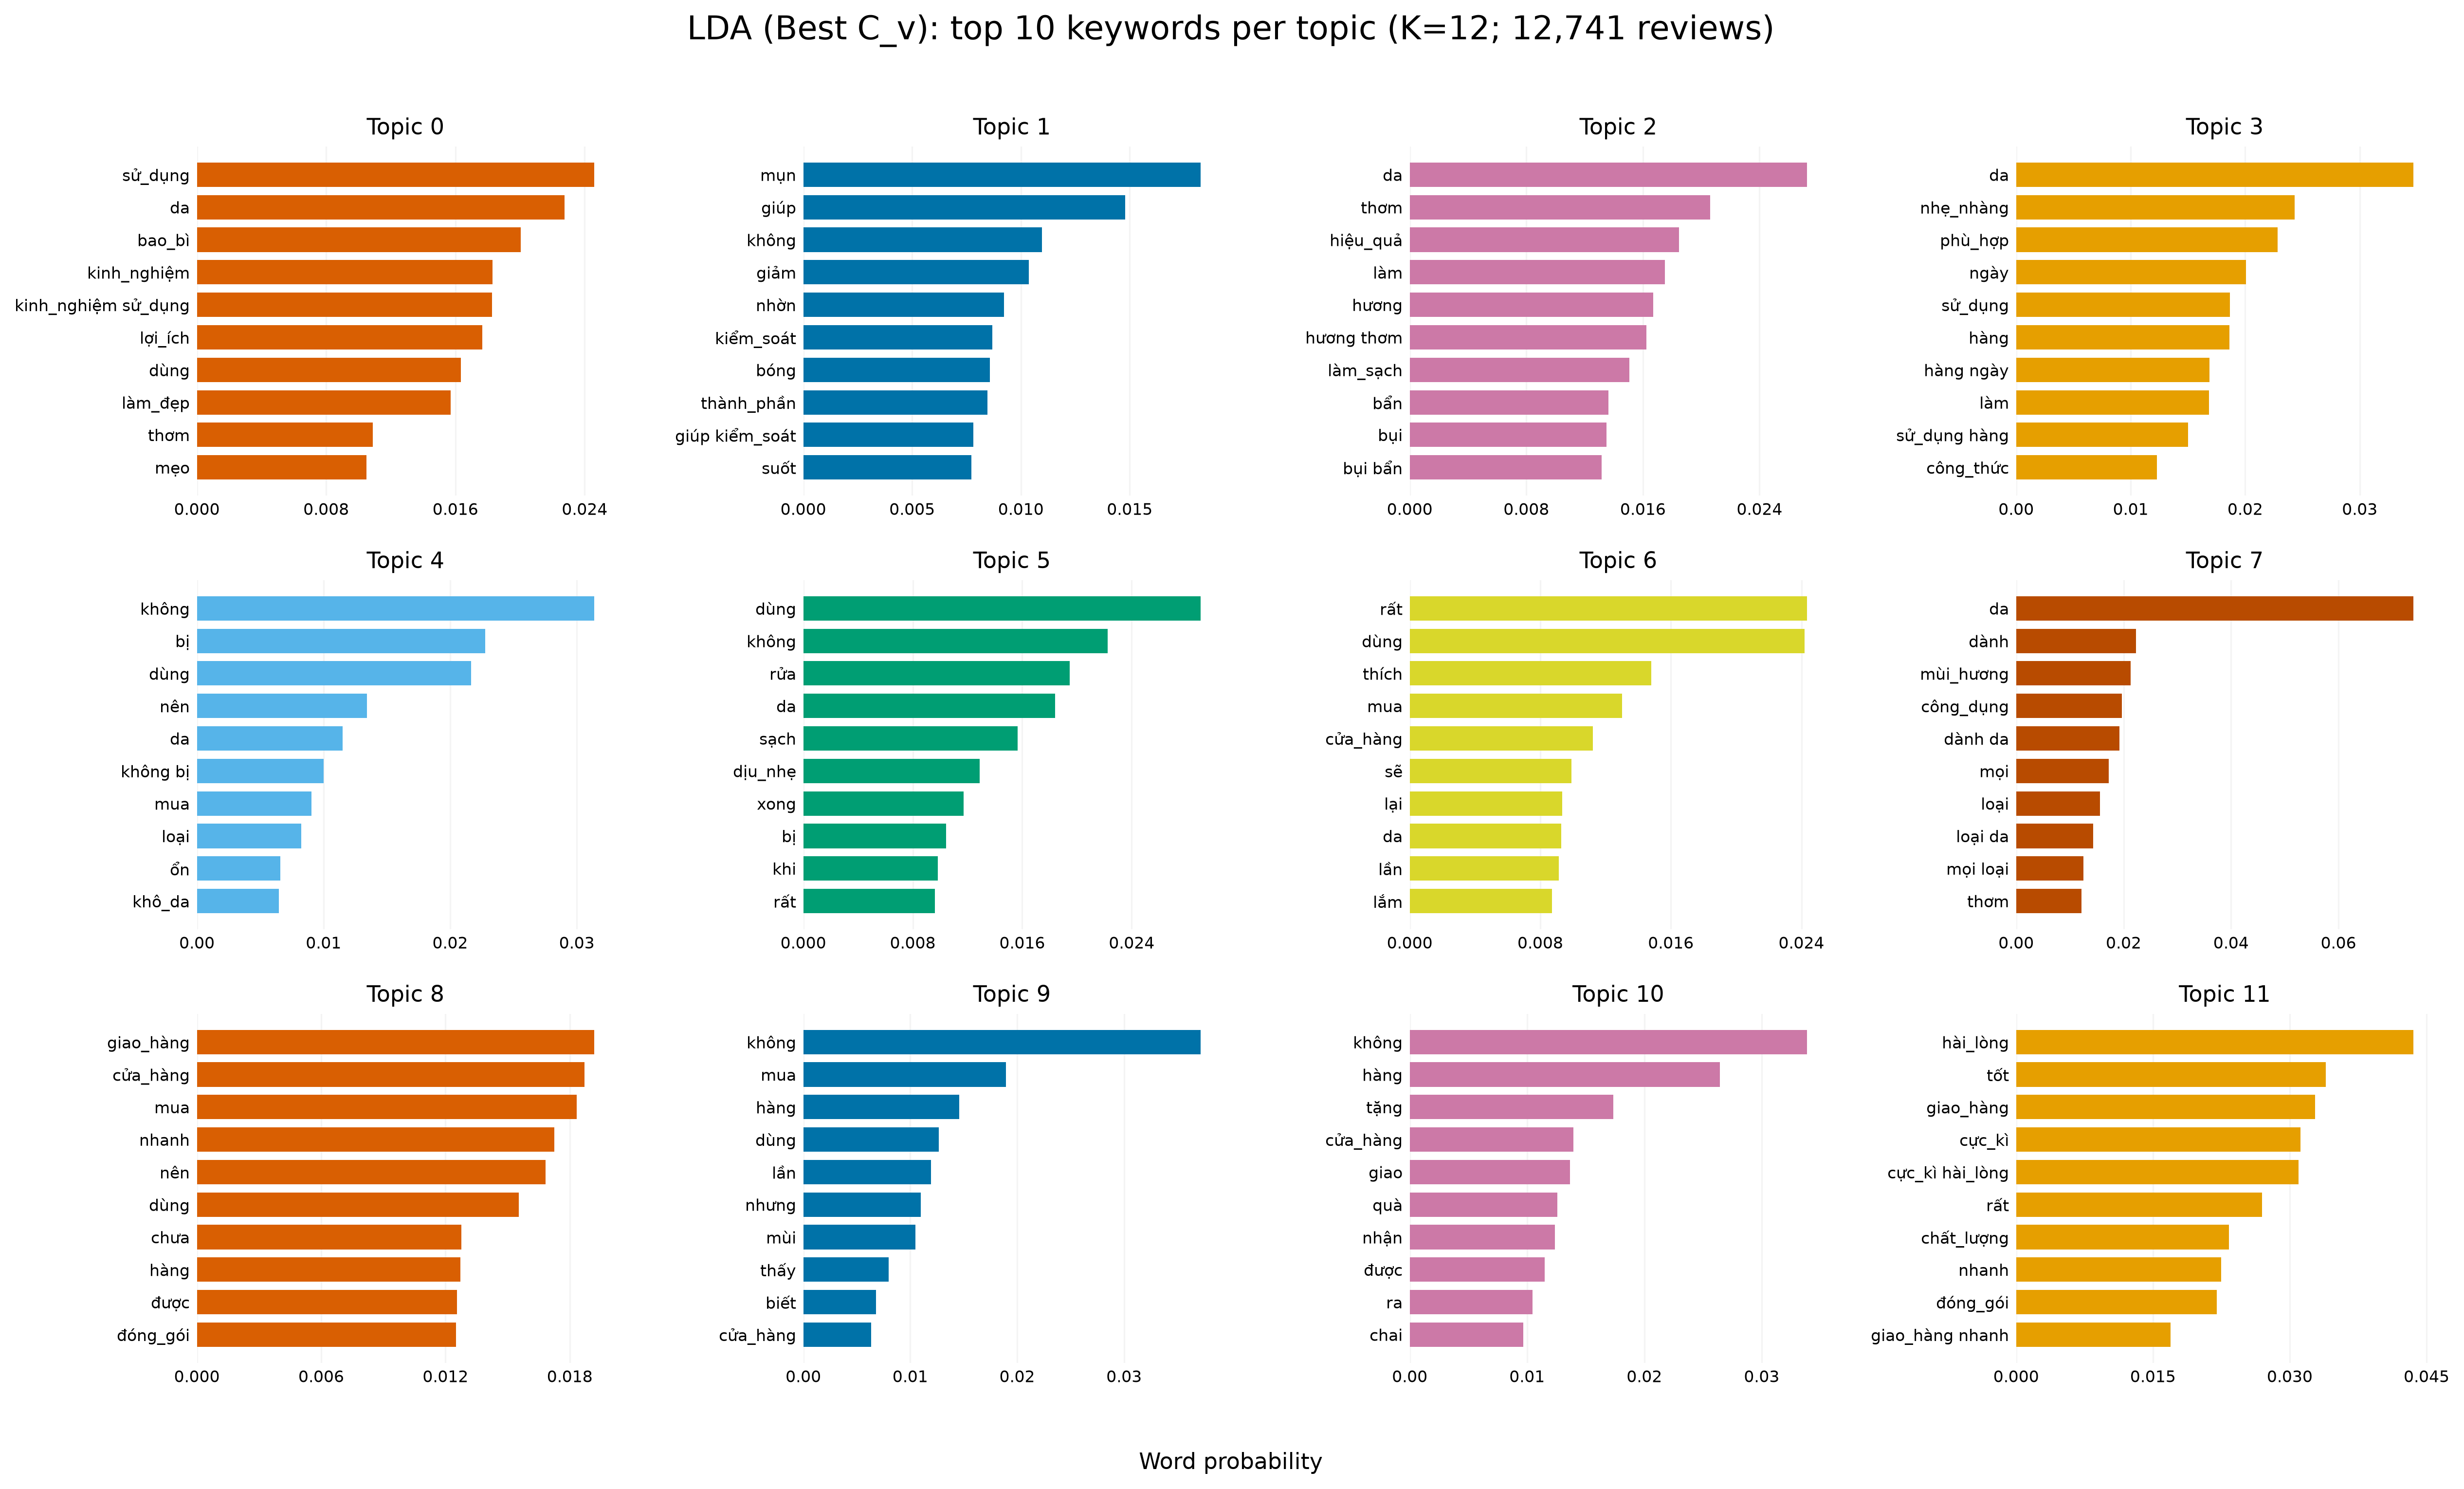 LDA (Best C_v): top 10 keywords per topic (K=12; 12,741 reviews)
Topic 0
sử_dụng
da
bao_bì
kinh_nghiệm
kinh_nghiệm sử_dụng
lợi_ích
dùng
làm_đẹp
thơm
mẹo
0.000 0.008 0.016 0.024
Topic 1
mụn
giúp
không
giảm
nhờn
kiểm_soát
bóng
thành_phần
giúp kiểm_soát
suốt
0.000 0.005 0.010 0.015
Topic 2
da
thơm
hiệu_quả
làm
hương
hương thơm
làm_sạch
bẩn
bụi
bụi bẩn
0.000 0.008 0.016 0.024
Topic 3
da
nhẹ_nhàng
phù_hợp
ngày
sử_dụng
hàng
hàng ngày
làm
sử_dụng hàng
công_thức
0.00 0.01 0.02 0.03
Topic 4
không
bị
dùng
nên
da
không bị
mua
loại
ổn
khô_da
0.00 0.01 0.02 0.03
Topic 5
dùng
không
rửa
da
sạch
dịu_nhẹ
xong
bị
khi
rất
0.000 0.008 0.016 0.024
Topic 6
rất
dùng
thích
mua
cửa_hàng
sẽ
lại
da
lần
lắm
0.000 0.008 0.016 0.024
Topic 7
da
dành
mùi_hương
công_dụng
dành da
mọi
loại
loại da
mọi loại
thơm
0.00 0.02 0.04 0.06
Topic 8
giao_hàng
cửa_hàng
mua
nhanh
nên
dùng
chưa
hàng
được
đóng_gói
0.000 0.006 0.012 0.018
Topic 9
không
mua
hàng
dùng
lần
nhưng
mùi
thấy
biết
cửa_hàng
0.00 0.01 0.02 0.03
Topic 10
không
hàng
tặng
cửa_hàng
giao
quà
nhận
được
ra
chai
0.00 0.01 0.02 0.03
Topic 11
hài_lòng
tốt
giao_hàng
cực_kì
cực_kì hài_lòng
rất
chất_lượng
nhanh
đóng_gói
giao_hàng nhanh
0.000 0.015 0.030 0.045
Word probability